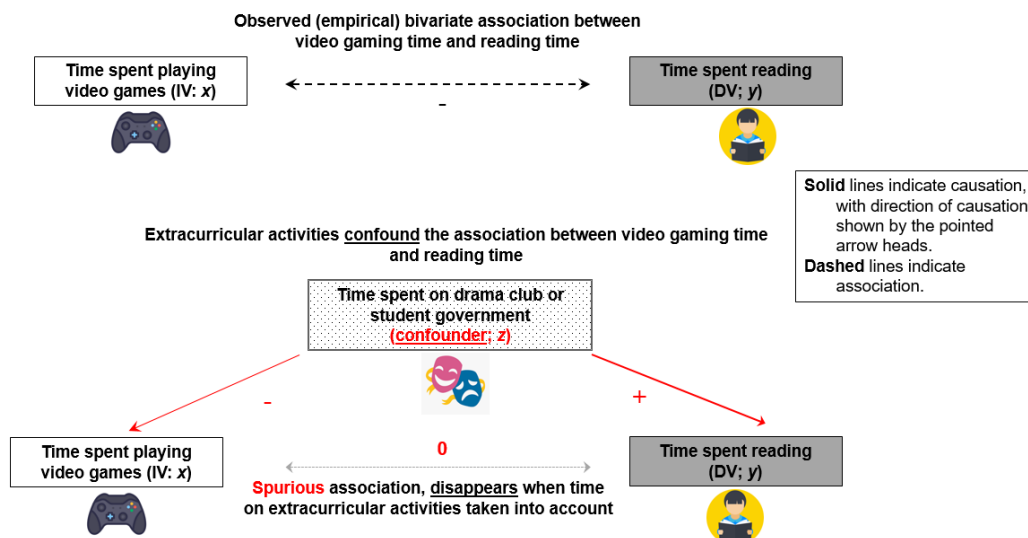 Observed (empirical) bivariate association between
video gaming time and reading time
Time spent playing
video games (IV: x)
-
Time spent reading
(DV; y)
Solid lines indicate causation,
with direction of causation
shown by the pointed
arrow heads.
Dashed lines indicate
association.
Extracurricular activities confound the association between video gaming time
and reading time
Time spent on drama club or
student government
(confounder; z)
-
+
Time spent playing
video games (IV: x)
0
Time spent reading
(DV; y)
Spurious association, disappears when time
on extracurricular activities taken into account